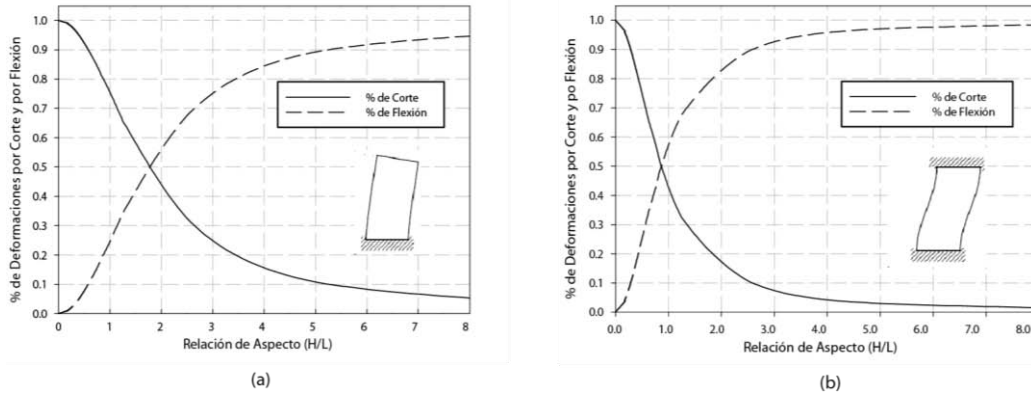 % de Deformaciones por Corte y por Flexión
1.0
0.9
0.8
0.7
0.6
0.5
0.4
0.3
0.2
0.1
0.0
% de Corte
% de Flexión
0 1 2 3 4 5 6 7 8
Relación de Aspecto (H/L)
(a)
% de Deformaciones por Corte y po Flexión
1.0
0.9
0.8
0.7
0.6
0.5
0.4
0.3
0.2
0.1
0.0
% de Corte
% de Flexión
0.0 1.0 2.0 3.0 4.0 5.0 6.0 7.0 8.0
Relación de Aspecto (H/L)
(b)